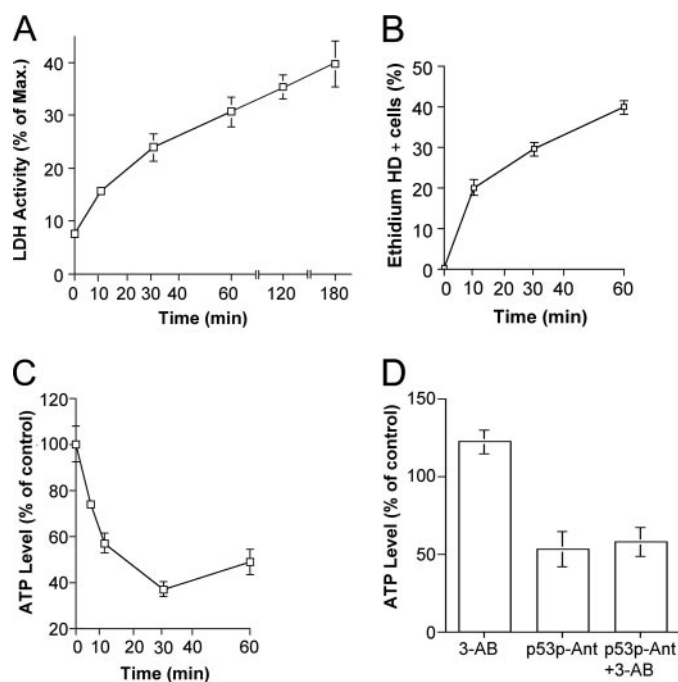 A
LDH Activity (% of Max.)
40
30
20
10
0
0 10 20 30 40 60 120 180
Time (min)
B
Ethidium HD + cells (%)
50
40
30
20
10
0
0 10 20 30 60
Time (min)
C
ATP Level (% of control)
120
100
80
60
40
20
0 10 20 30 60
Time (min)
D
ATP Level (% of control)
150
100
50
0
3-AB p53p-Ant p53p-Ant
+3-AB